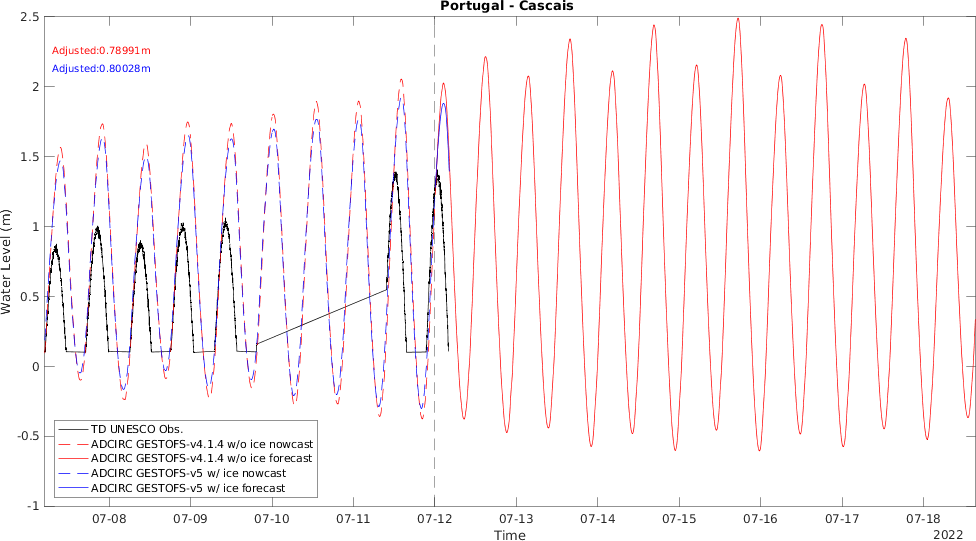 Portugal - Cascais
Adjusted:0.78991m
Adjusted:0.80028m
2.5
2
1.5
1
0.5
0
-0.5
-1
Water Level (m)
TD UNESCO Obs.
ADCIRC GESTOFS-v4.1.4 w/o ice nowcast
ADCIRC GESTOFS-v4.1.4 w/o ice forecast
ADCIRC GESTOFS-v5 w/ ice nowcast
ADCIRC GESTOFS-v5 w/ ice forecast
07-08 07-09 07-10 07-11 07-12 07-13 07-14 07-15 07-16 07-17 07-18
Time
2022